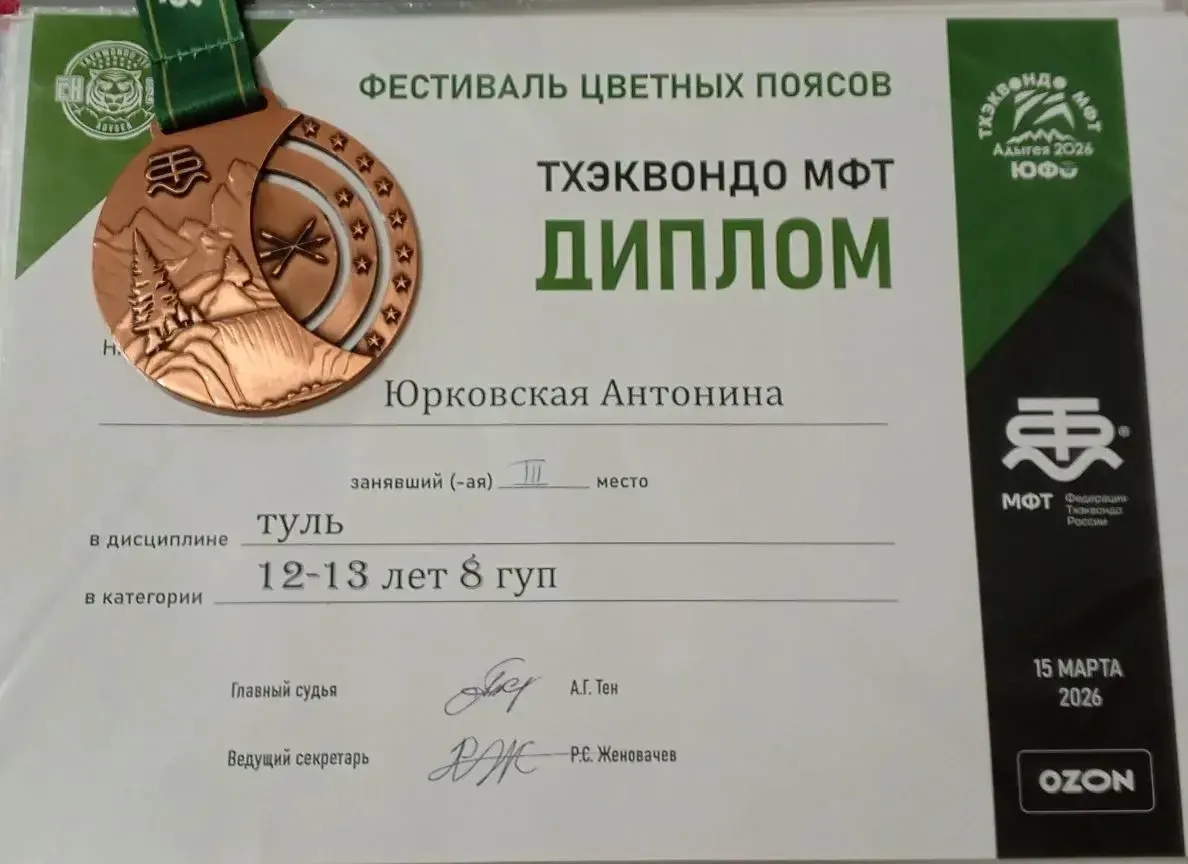 ФЕСТИВАЛЬ ЦВЕТНЫХ ПОЯСОВ
ТХЭКВОНДО МФТ
ДИПЛОМ
Юрковская Антонина
занявший (-ая) III место
в дисциплине туль
в категории 12-13 лет 8 гуп
Главный судья А.Г. Тен
Ведущий секретарь Р.С. Женовачев
ТХЭКВОНДО МФТ
Адыгея 2026
ЮФО
МФТ
Федерация
Тхэквондо
России
15 МАРТА
2026
OZON